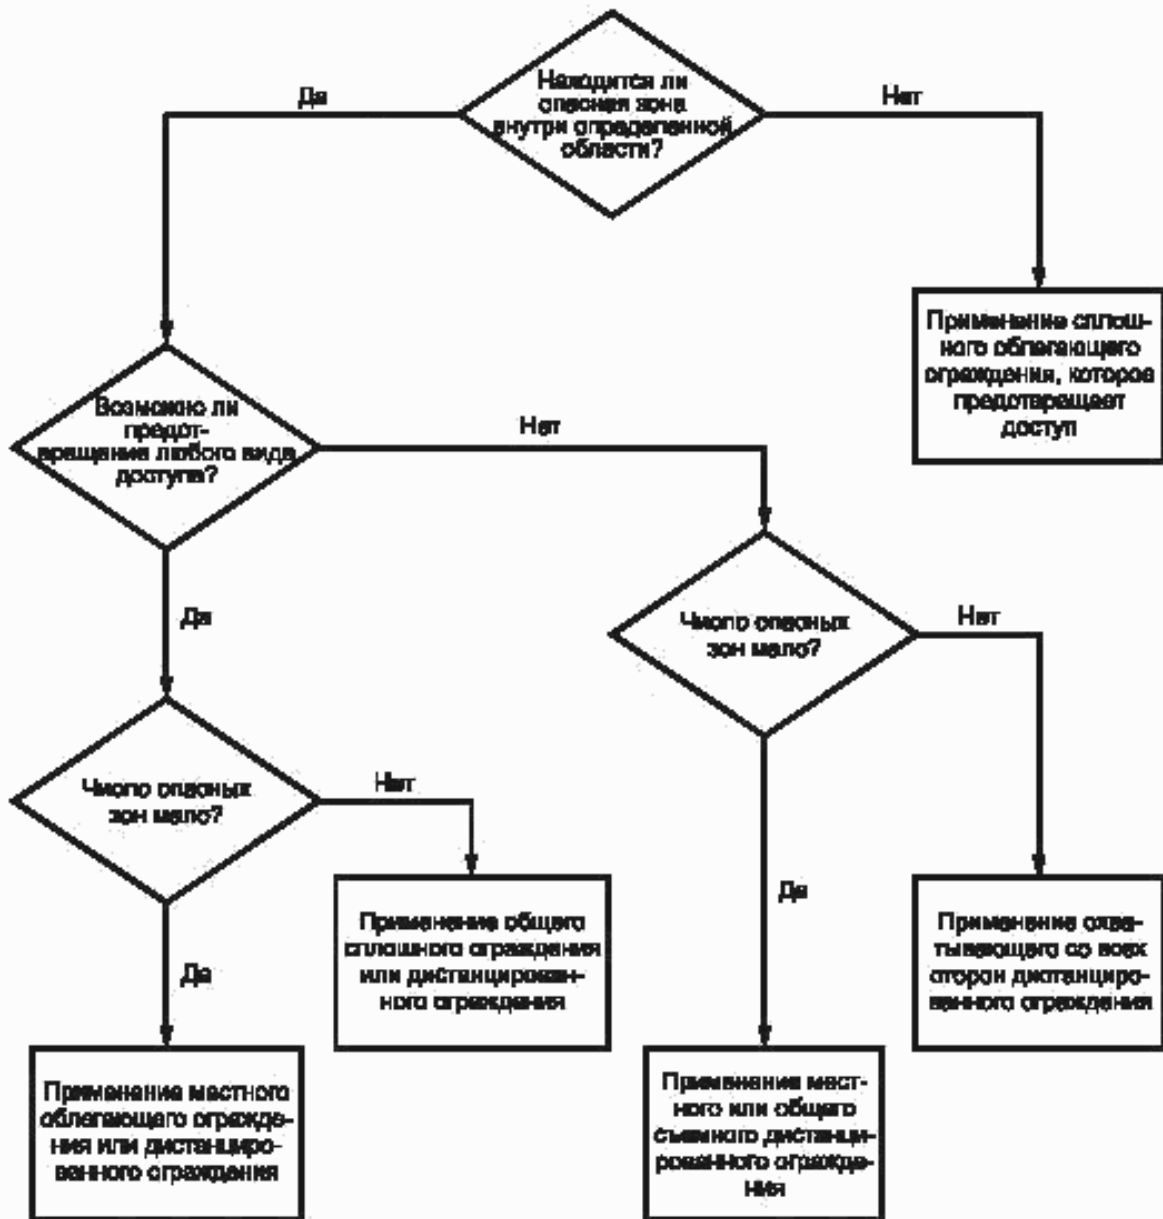 Находится ли
опасная зона
внутри определенной
области?
Да
Нет
Применение сплош-
ного облегающего
ограждения, которое
предотвращает
доступ
Возможно ли
предот-
вращение любого вида
доступа?
Нет
Да
Число опасных
зон мало?
Нет
Да
Число опасных
зон мало?
Нет
Да
Применение общего
сплошного ограждения
или дистанцирован-
ного ограждения
Применение охва-
тывающего со всех
сторон дистанциро-
ванного ограждения
Применение местного
облегающего огражде-
ния или дистанциро-
ванного ограждения
Применение мест-
ного или общего
съемного дистанци-
рованного огражде-
ния